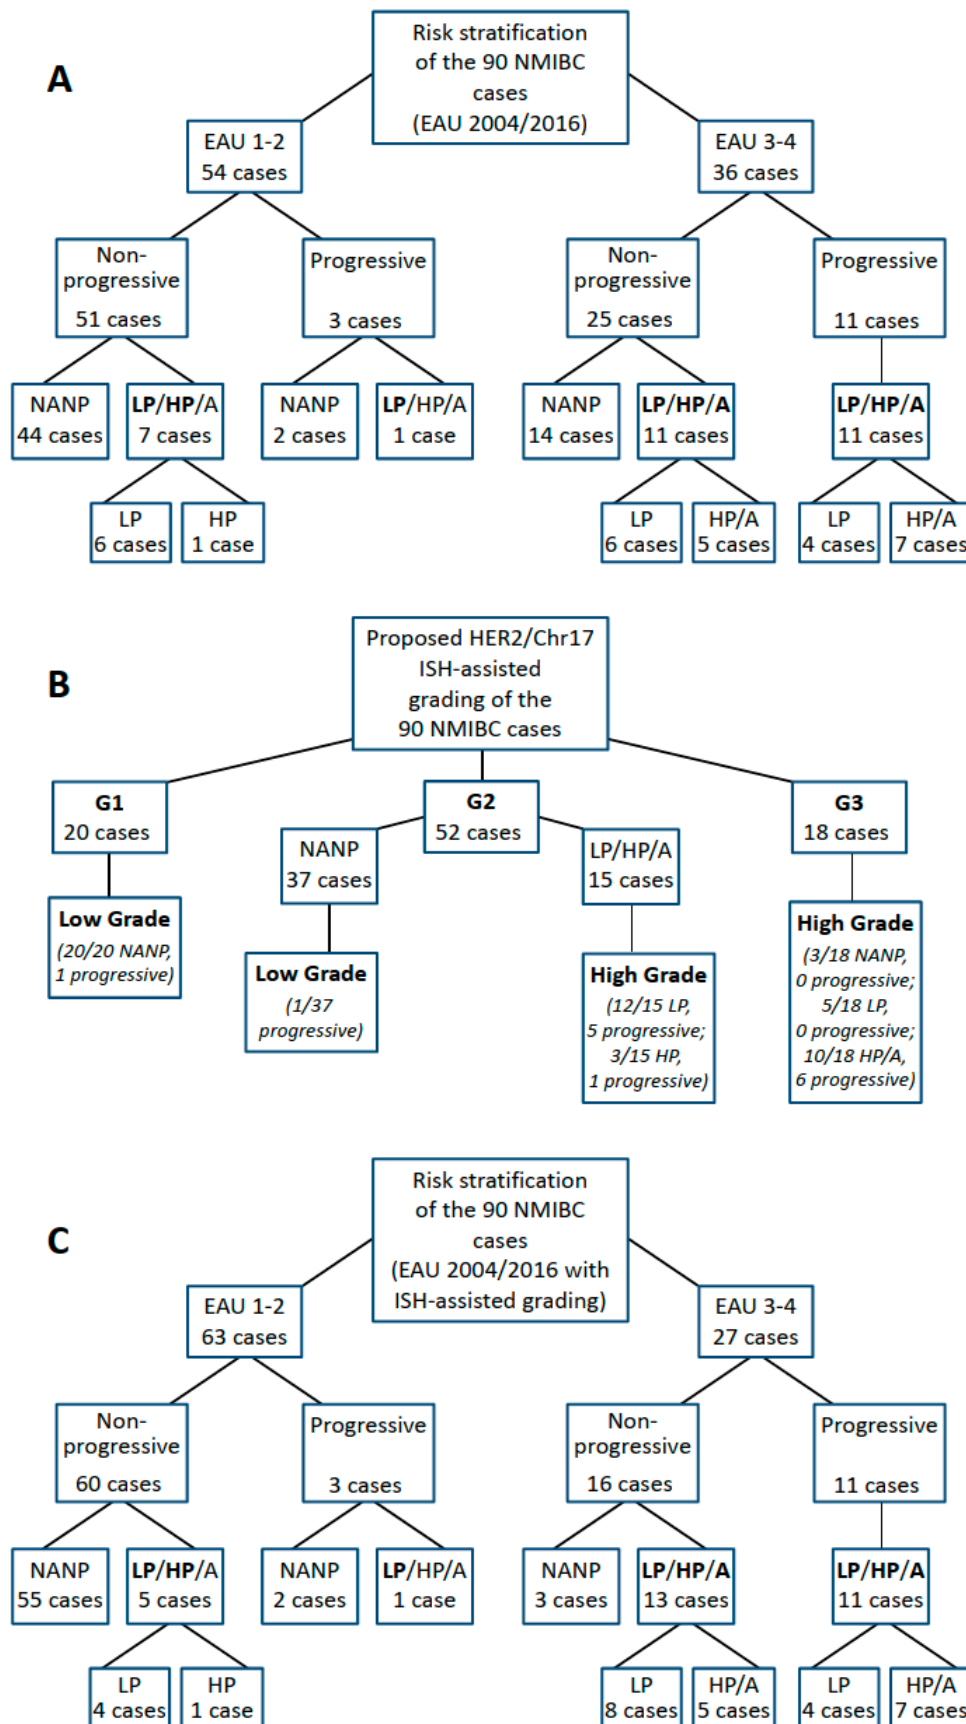 A
Risk stratification
of the 90 NMIBC
cases
(EAU 2004/2016)
EAU 1-2
54 cases
EAU 3-4
36 cases
Non-
progressive
51 cases
Progressive
3 cases
Non-
progressive
25 cases
Progressive
11 cases
NANP
44 cases
LP/HP/A
7 cases
NANP
2 cases
LP/HP/A
1 case
NANP
14 cases
LP/HP/A
11 cases
LP/HP/A
11 cases
LP
6 cases
HP
1 case
LP
6 cases
HP/A
5 cases
LP
4 cases
HP/A
7 cases
B
Proposed HER2/Chr17
ISH-assisted
grading of the
90 NMIBC cases
G1
20 cases
G2
52 cases
G3
18 cases
NANP
37 cases
LP/HP/A
15 cases
Low Grade
(20/20 NANP,
1 progressive)
Low Grade
(1/37
progressive)
High Grade
(12/15 LP,
5 progressive;
3/15 HP,
1 progressive)
High Grade
(3/18 NANP,
0 progressive;
5/18 LP,
0 progressive;
10/18 HP/A,
6 progressive)
C
Risk stratification
of the 90 NMIBC
cases
(EAU 2004/2016 with
ISH-assisted grading)
EAU 1-2
63 cases
EAU 3-4
27 cases
Non-
progressive
60 cases
Progressive
3 cases
Non-
progressive
16 cases
Progressive
11 cases
NANP
55 cases
LP/HP/A
5 cases
NANP
2 cases
LP/HP/A
1 case
NANP
3 cases
LP/HP/A
13 cases
LP/HP/A
11 cases
LP
4 cases
HP
1 case
LP
8 cases
HP/A
5 cases
LP
4 cases
HP/A
7 cases